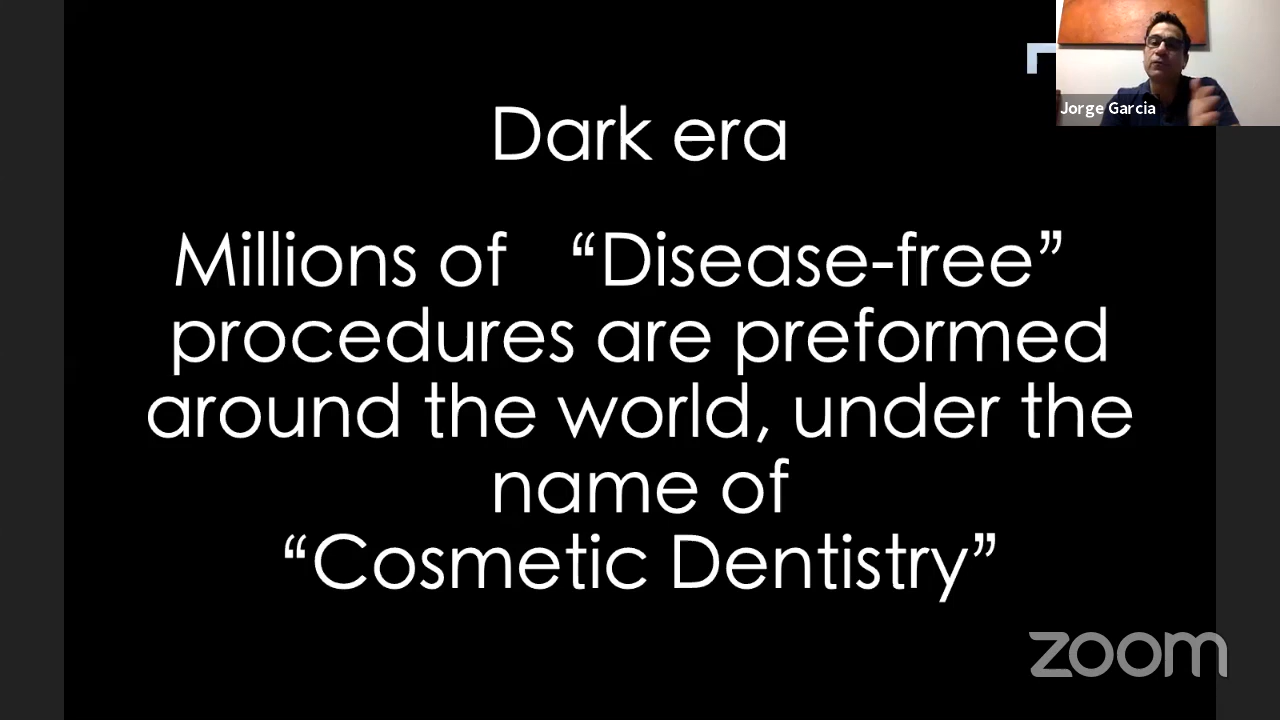 Jorge Garcia
Dark era
Millions of “Disease-free”
procedures are preformed
around the world, under the
name of
“Cosmetic Dentistry”
zoom